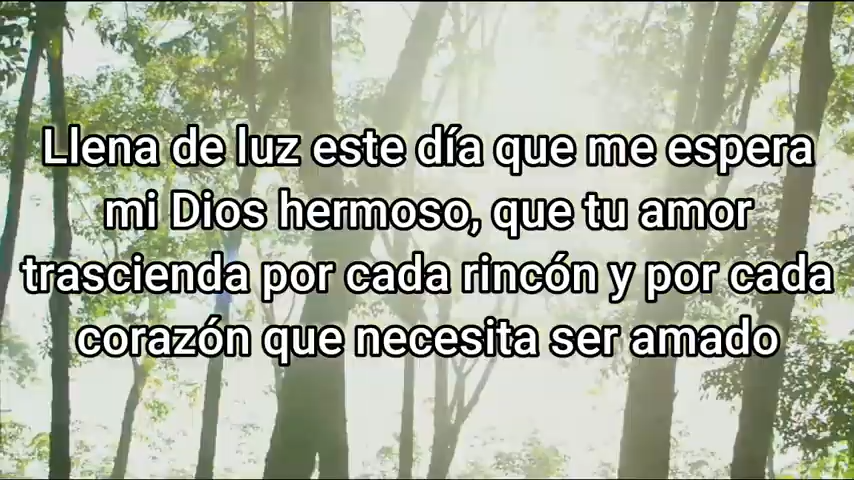 Llena de luz este día que me espera
mi Dios hermoso, que tu amor
trascienda por cada rincón y por cada
corazón que necesita ser amado